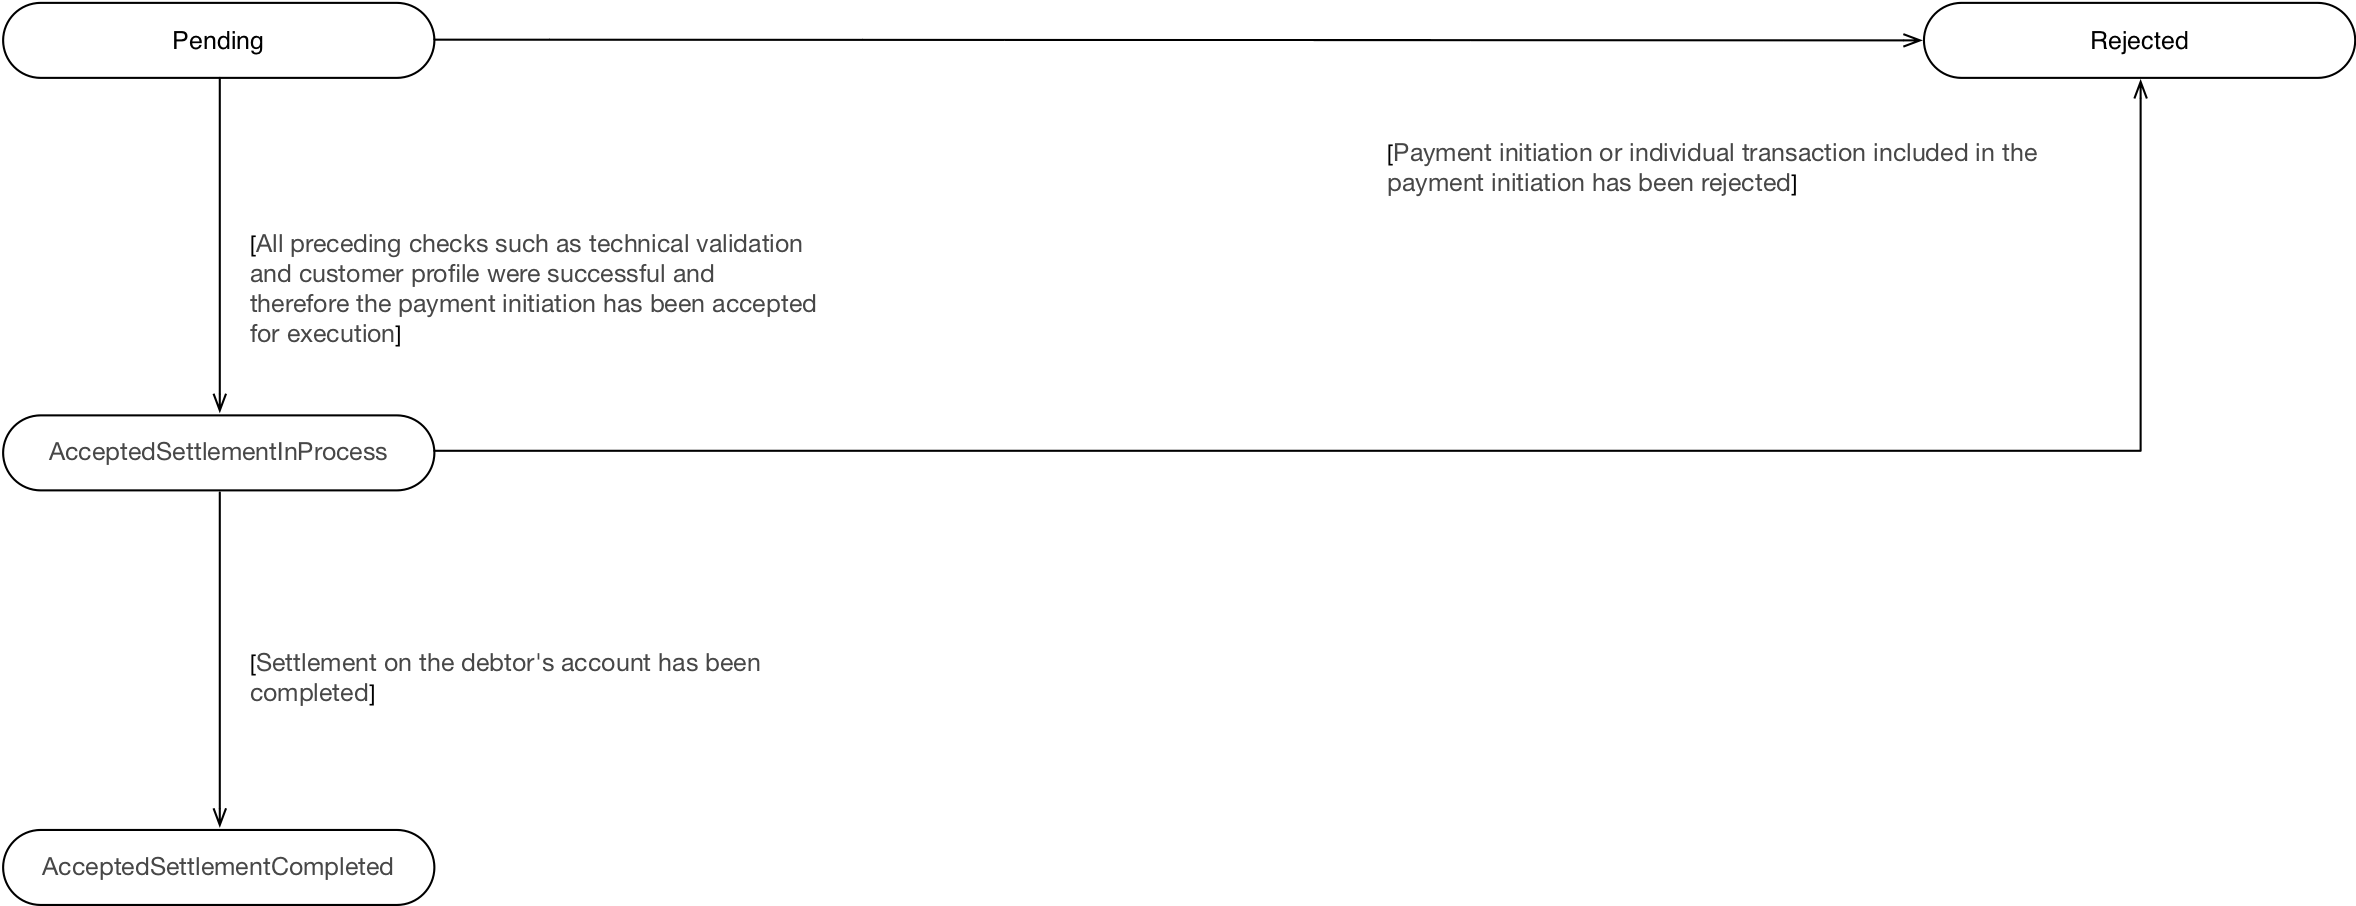 Pending
Rejected
[Payment initiation or individual transaction included in the
payment initiation has been rejected]
[All preceding checks such as technical validation
and customer profile were successful and
therefore the payment initiation has been accepted
for execution]
AcceptedSettlementInProcess
[Settlement on the debtor's account has been
completed]
AcceptedSettlementCompleted